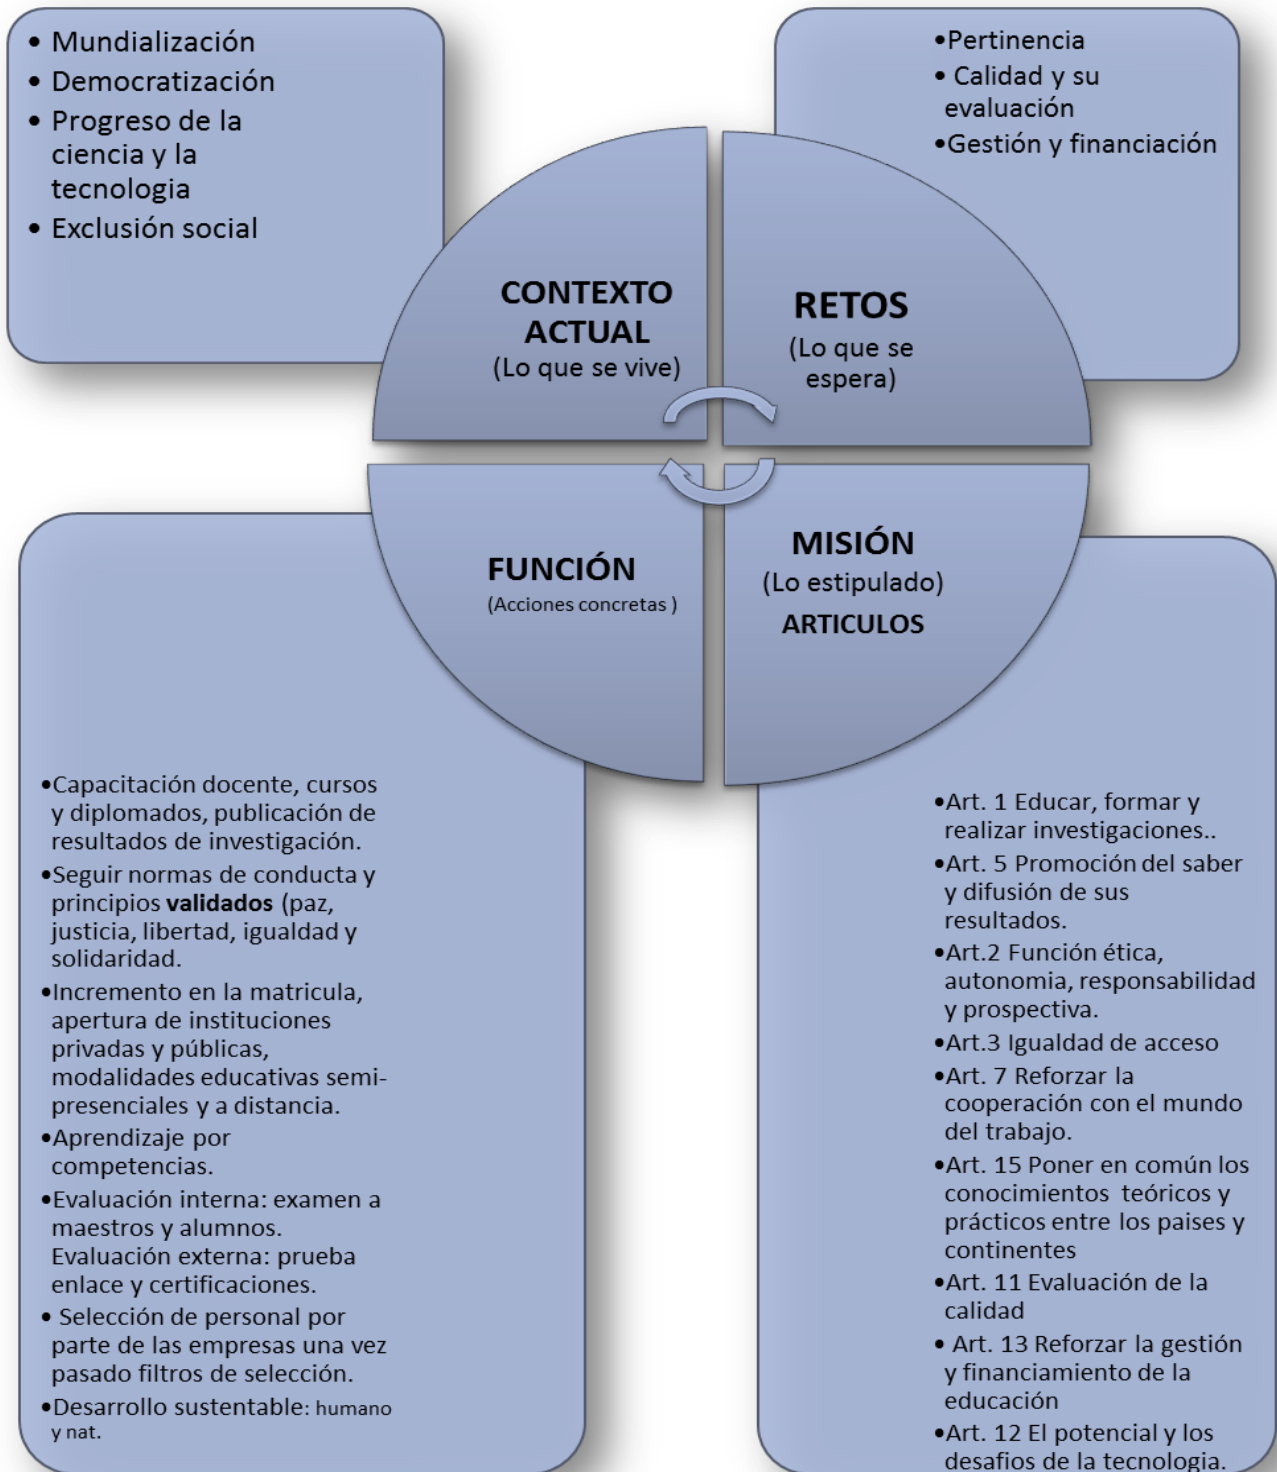 • Mundialización
• Democratización
• Progreso de la
ciencia y la
tecnologia
• Exclusión social
•Pertinencia
• Calidad y su
evaluación
•Gestión y financiación
CONTEXTO
ACTUAL
(Lo que se vive)
RETOS
(Lo que se
espera)
FUNCIÓN
(Acciones concretas )
MISIÓN
(Lo estipulado)
ARTICULOS
•Capacitación docente, cursos
y diplomados, publicación de
resultados de investigación.
•Seguir normas de conducta y
principios validados (paz,
justicia, libertad, igualdad y
solidaridad.
•Incremento en la matricula,
apertura de instituciones
privadas y públicas,
modalidades educativas semi-
presenciales y a distancia.
•Aprendizaje por
competencias.
•Evaluación interna: examen a
maestros y alumnos.
Evaluación externa: prueba
enlace y certificaciones.
• Selección de personal por
parte de las empresas una vez
pasado filtros de selección.
•Desarrollo sustentable: humano
y nat.
•Art. 1 Educar, formar y
realizar investigaciones..
•Art. 5 Promoción del saber
y difusión de sus
resultados.
•Art.2 Función ética,
autonomia, responsabilidad
y prospectiva.
•Art.3 Igualdad de acceso
•Art. 7 Reforzar la
cooperación con el mundo
del trabajo.
•Art. 15 Poner en común los
conocimientos teóricos y
prácticos entre los paises y
continentes
•Art. 11 Evaluación de la
calidad
• Art. 13 Reforzar la gestión
y financiamiento de la
educación
•Art. 12 El potencial y los
desafios de la tecnologia.